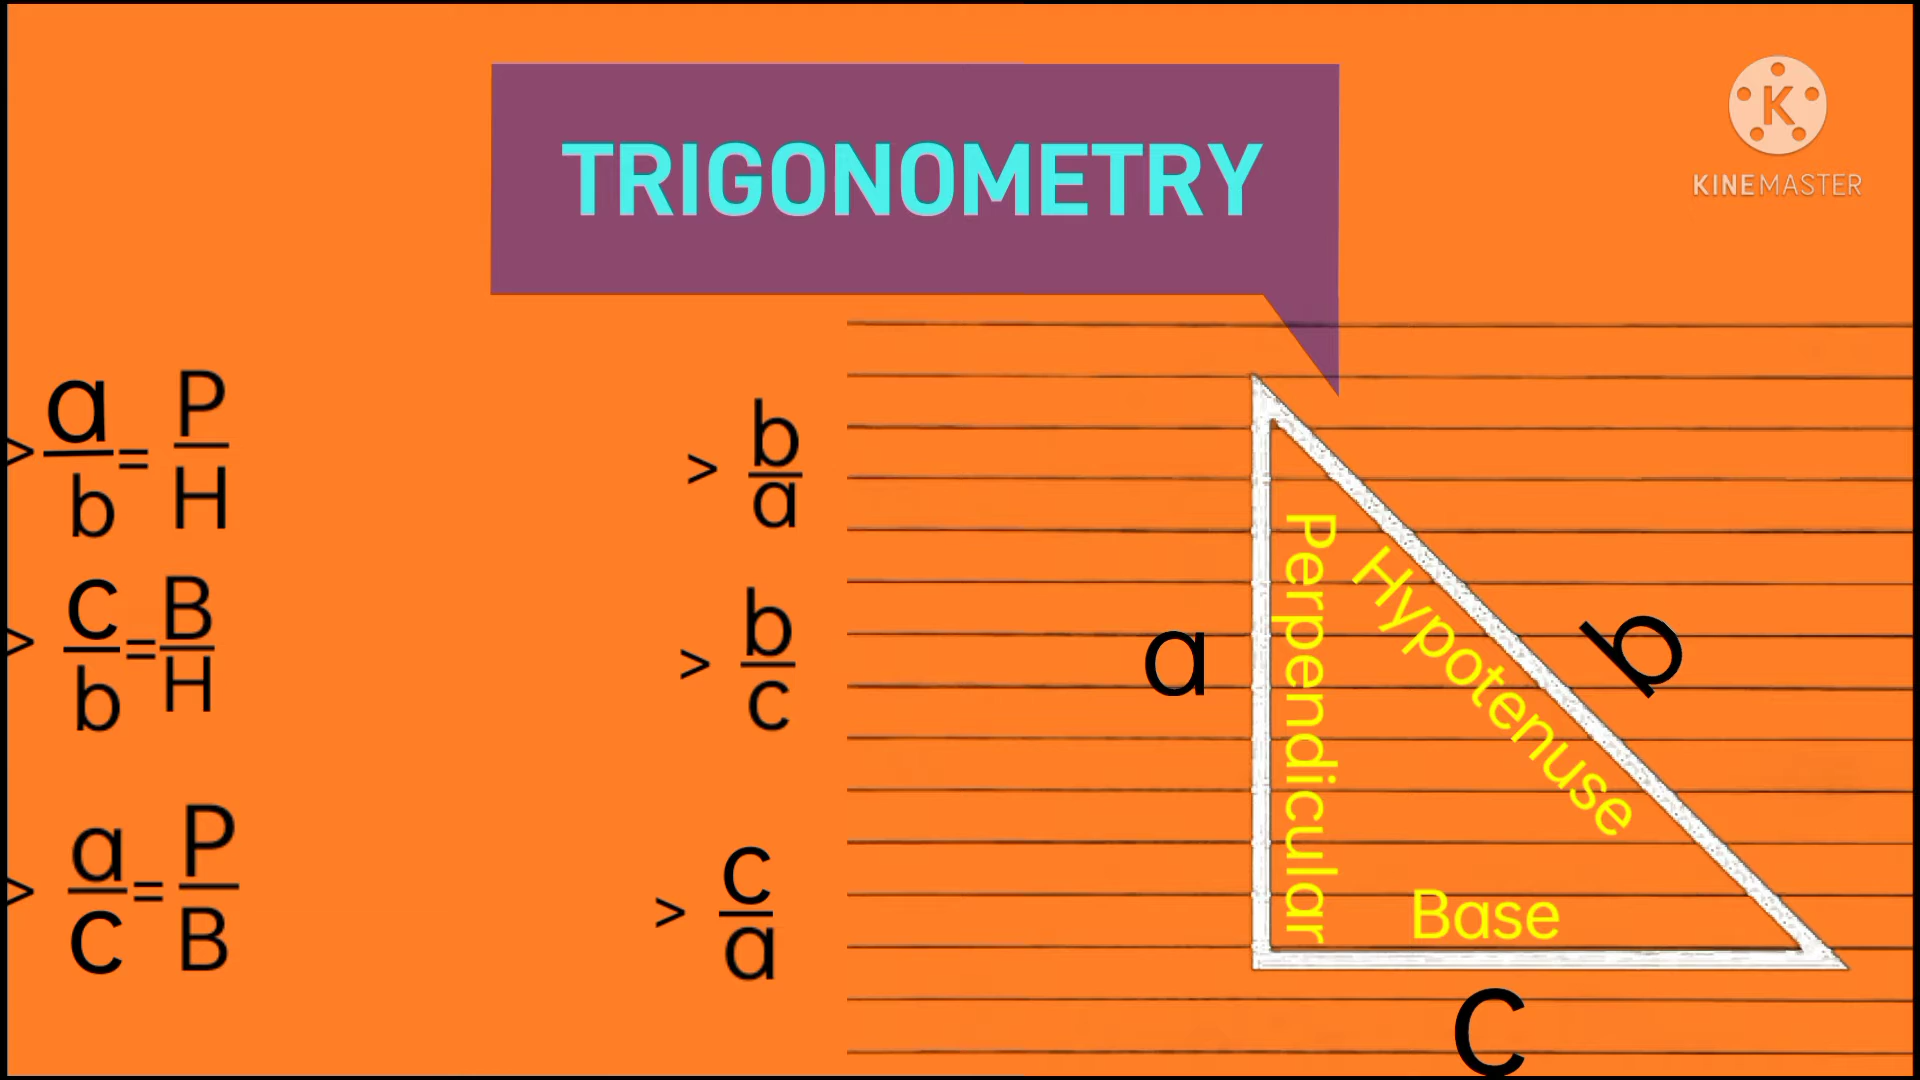 TRIGONOMETRY
K
KINEMASTER
> a/b = P/H
> b/a
> c/b = B/H
> b/c
> a/c = P/B
> c/a
a
Perpendicular
Hypotenuse
b
Base
c